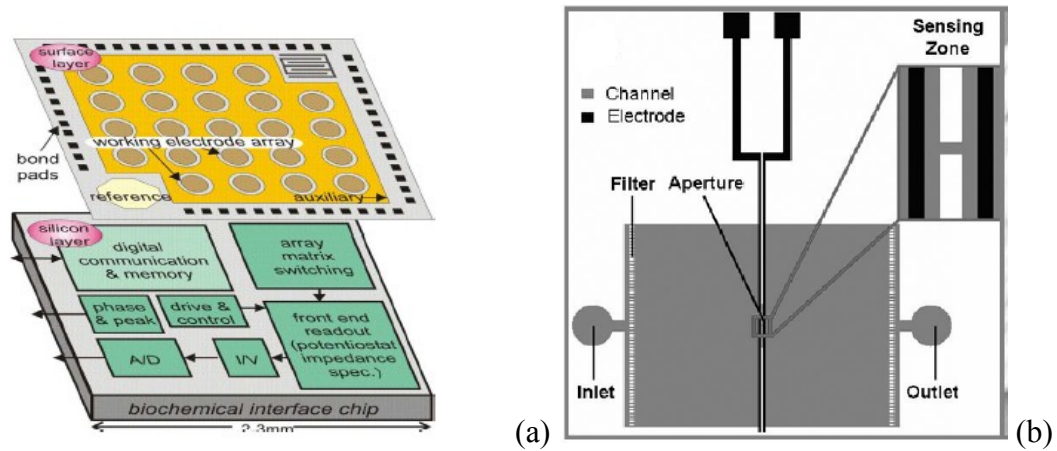 surface
layer
working electrode array
bond
pads
reference
auxiliary
silicon
layer
digital
communication
& memory
array
matrix
switching
phase
& peak
drive &
control
front end
readout
(potentiostat
impedance
spec.)
A/D
I/V
biochemical interface chip
2.3mm
(a)
Sensing
Zone
Channel
Electrode
Filter
Aperture
Inlet
Outlet
(b)